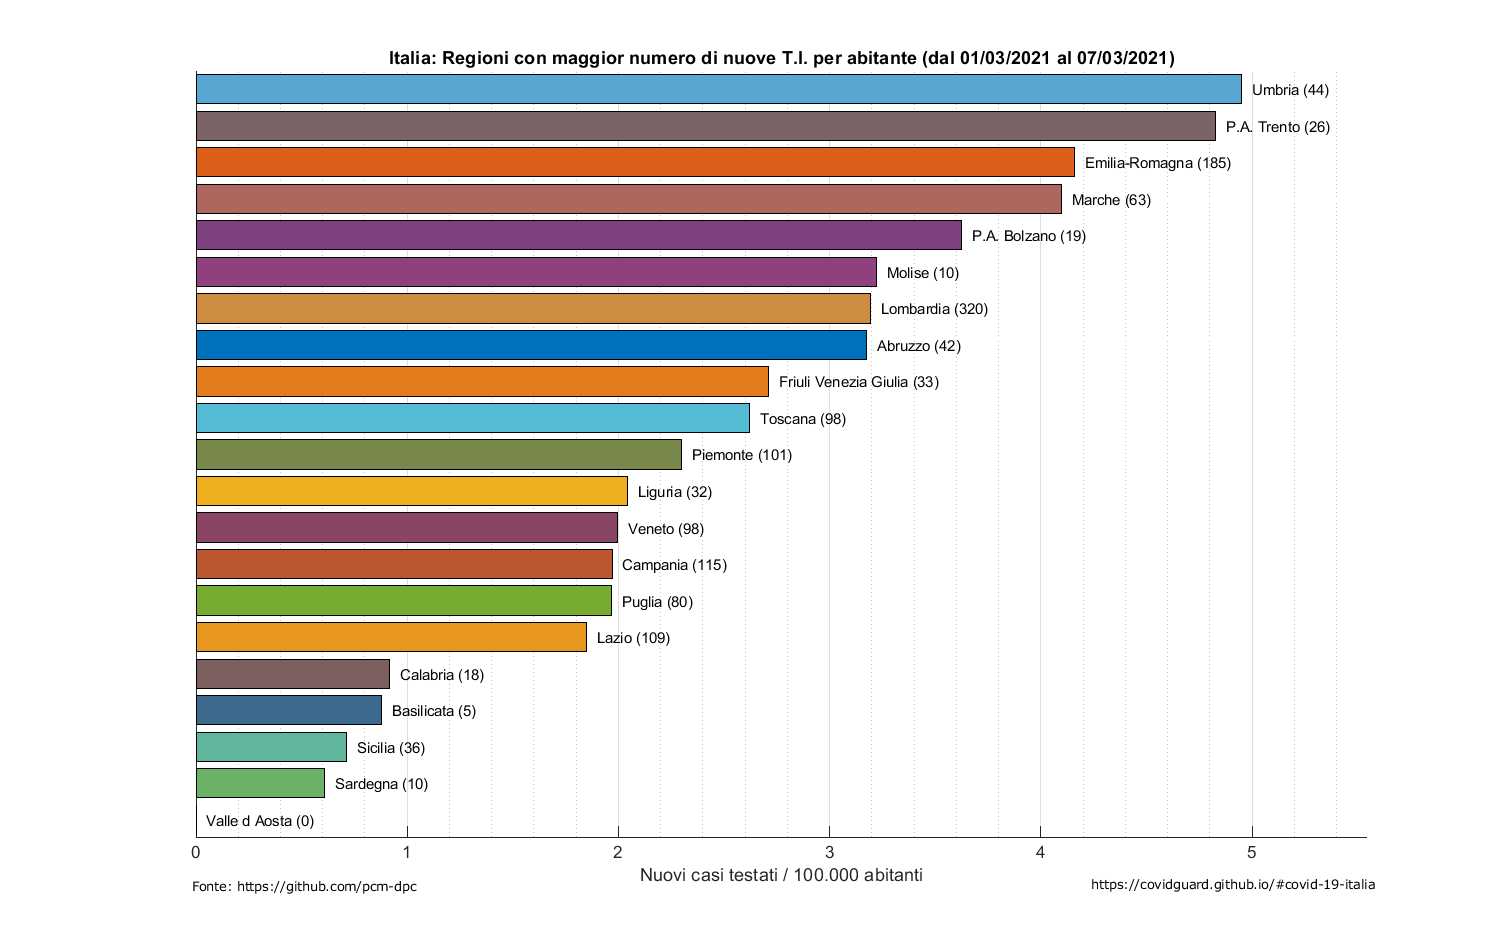 Italia: Regioni con maggior numero di nuove T.I. per abitante (dal 01/03/2021 al 07/03/2021)
Umbria (44)
P.A. Trento (26)
Emilia-Romagna (185)
Marche (63)
P.A. Bolzano (19)
Molise (10)
Lombardia (320)
Abruzzo (42)
Friuli Venezia Giulia (33)
Toscana (98)
Piemonte (101)
Liguria (32)
Veneto (98)
Campania (115)
Puglia (80)
Lazio (109)
Calabria (18)
Basilicata (5)
Sicilia (36)
Sardegna (10)
Valle d Aosta (0)
0 1 2 3 4 5
Nuovi casi testati / 100.000 abitanti
Fonte: https://github.com/pcm-dpc
https://covidguard.github.io/#covid-19-italia